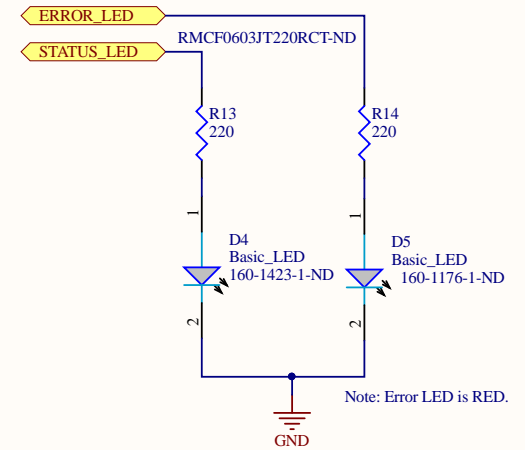 ERROR_LED
RMCF0603JT220RCT-ND
STATUS_LED
R13
220
R14
220
1
1
D4
Basic_LED
160-1423-1-ND
D5
Basic_LED
160-1176-1-ND
2
2
Note: Error LED is RED.
GND